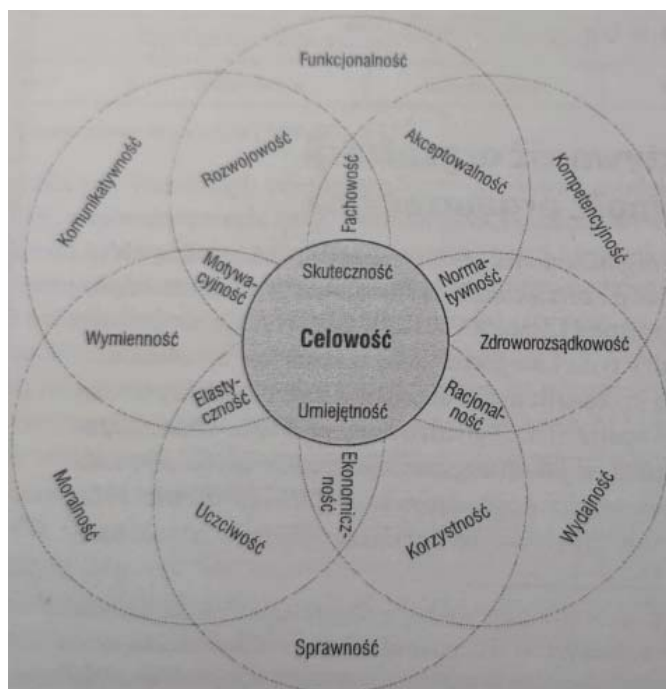 Funkcjonalność
Komunikatywność
Rozwojowość
Fachowość
Akceptowalność
Kompetencyjność
Motywa-
cyjność
Skuteczność
Norma-
tywność
Wymienność
Celowość
Zdroworozsądkowość
Elasty-
czność
Umiejętność
Racjonal-
ność
Moralność
Uczciwość
Ekonomicz-
ność
Korzystność
Wydajność
Sprawność